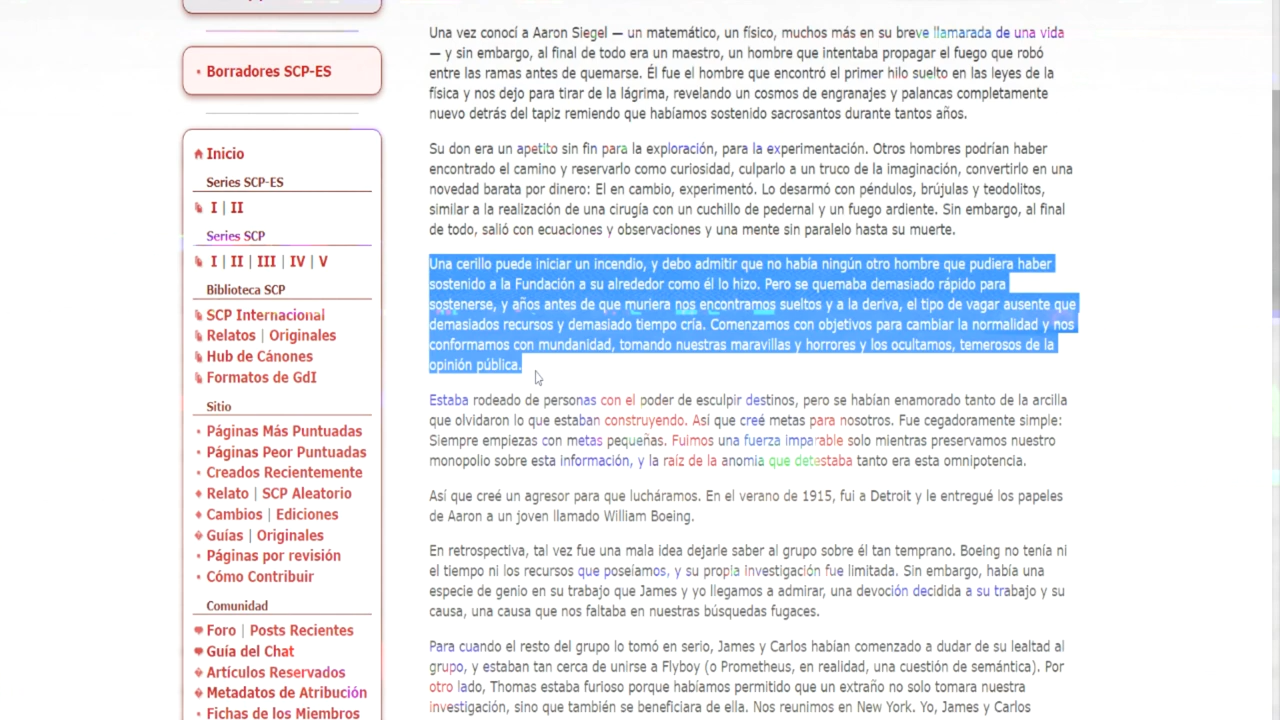 Borradores SCP-ES
Inicio
Series SCP-ES
I | II
Series SCP
I | II | III | IV | V
Biblioteca SCP
SCP Internacional
Relatos | Originales
Hub de Cánones
Formatos de GdI
Sitio
Páginas Más Puntuadas
Páginas Peor Puntuadas
Creados Recientemente
Relato | SCP Aleatorio
Cambios | Ediciones
Guías | Originales
Páginas por revisión
Cómo Contribuir
Comunidad
Foro | Posts Recientes
Guía del Chat
Artículos Reservados
Metadatos de Atribución
Fichas de los Miembros
Una vez conocí a Aaron Siegel — un matemático, un físico, muchos más en su breve llamarada de una vida
— y sin embargo, al final de todo era un maestro, un hombre que intentaba propagar el fuego que robó
entre las ramas antes de quemarse. Él fue el hombre que encontró el primer hilo suelto en las leyes de la
física y nos dejo para tirar de la lágrima, revelando un cosmos de engranajes y palancas completamente
nuevo detrás del tapiz remiendo que habíamos sostenido sacrosantos durante tantos años.
Su don era un apetito sin fin para la exploración, para la experimentación. Otros hombres podrían haber
encontrado el camino y reservarlo como curiosidad, culparlo a un truco de la imaginación, convertirlo en una
novedad barata por dinero: El en cambio, experimentó. Lo desarmó con péndulos, brújulas y teodolitos,
similar a la realización de una cirugía con un cuchillo de pedernal y un fuego ardiente. Sin embargo, al final
de todo, salió con ecuaciones y observaciones y una mente sin paralelo hasta su muerte.
Una cerillo puede iniciar un incendio, y debo admitir que no había ningún otro hombre que pudiera haber
sostenido a la Fundación a su alrededor como él lo hizo. Pero se quemaba demasiado rápido para
sostenerse, y años antes de que muriera nos encontramos sueltos y a la deriva, el tipo de vagar ausente que
demasiados recursos y demasiado tiempo cría. Comenzamos con objetivos para cambiar la normalidad y nos
conformamos con mundanidad, tomando nuestras maravillas y horrores y los ocultamos, temerosos de la
opinión pública.
Estaba rodeado de personas con el poder de esculpir destinos, pero se habían enamorado tanto de la arcilla
que olvidaron lo que estaban construyendo. Así que creé metas para nosotros. Fue cegadoramente simple:
Siempre empiezas con metas pequeñas. Fuimos una fuerza imparable solo mientras preservamos nuestro
monopolio sobre esta información, y la raíz de la anomia que detestaba tanto era esta omnipotencia.
Así que creé un agresor para que lucháramos. En el verano de 1915, fui a Detroit y le entregué los papeles
de Aaron a un joven llamado William Boeing.
En retrospectiva, tal vez fue una mala idea dejarle saber al grupo sobre él tan temprano. Boeing no tenía ni
el tiempo ni los recursos que poseíamos, y su propia investigación fue limitada. Sin embargo, había una
especie de genio en su trabajo que James y yo llegamos a admirar, una devoción decidida a su trabajo y su
causa, una causa que nos faltaba en nuestras búsquedas fugaces.
Para cuando el resto del grupo lo tomó en serio, James y Carlos habían comenzado a dudar de su lealtad al
grupo, y estaban tan cerca de unirse a Flyboy (o Prometheus, en realidad, una cuestión de semántica). Por
otro lado, Thomas estaba furioso porque habíamos permitido que un extraño no solo tomara nuestra
investigación, sino que también se beneficiara de ella. Nos reunimos en New York. Yo, James y Carlos